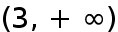 (3, + ∞)